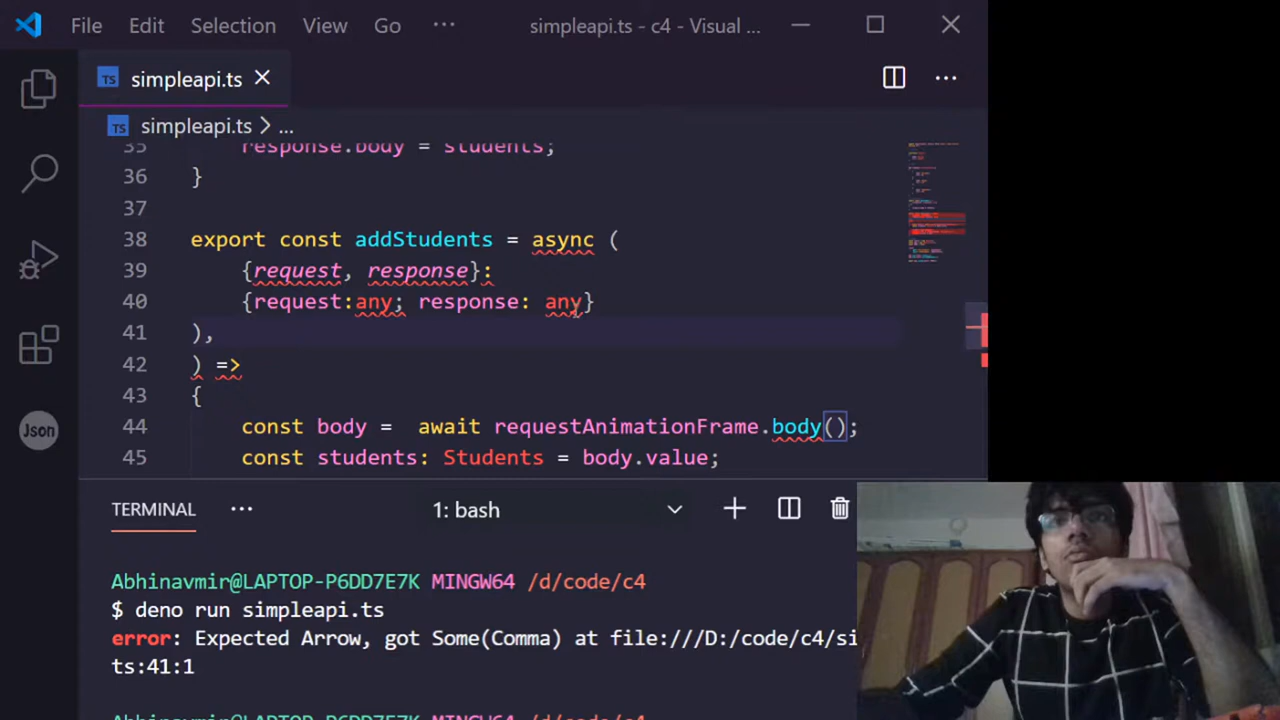 File Edit Selection View Go ··· simpleapi.ts - c4 - Visual ...
TS simpleapi.ts
TS simpleapi.ts > ...
35 response.body = students;
36 }
37
38 export const addStudents = async (
39 {request, response}:
40 {request:any; response: any}
41 ),
42 ) =>
43 {
44 const body = await requestAnimationFrame.body();
45 const students: Students = body.value;
Json
TERMINAL ··· 1: bash
Abhinavmir@LAPTOP-P6DD7E7K MINGW64 /d/code/c4
$ deno run simpleapi.ts
error: Expected Arrow, got Some(Comma) at file:///D:/code/c4/si
ts:41:1